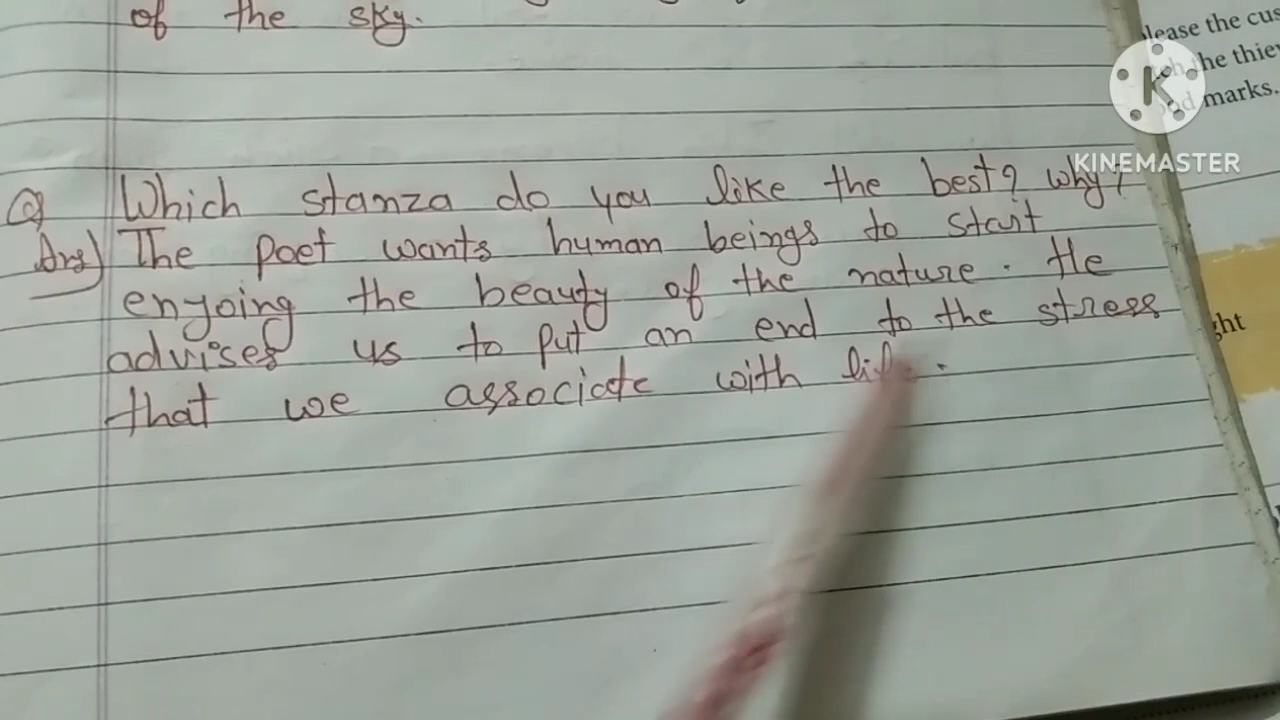 of the sky.
lease the cus
the thie
marks.
K
KINEMASTER
Q Which stanza do you like the best? why?
Ans) The poet wants human beings to start
enjoing the beauty of the nature. He
advises us to put an end to the stress
that we associate with life.
ght